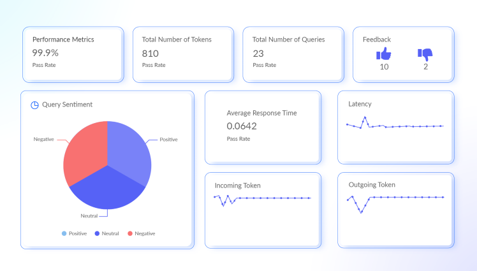 Performance Metrics
99.9%
Pass Rate
Total Number of Tokens
810
Pass Rate
Total Number of Queries
23
Pass Rate
Feedback
10
2
Query Sentiment
Negative
Positive
Neutral
Positive
Neutral
Negative
Average Response Time
0.0642
Pass Rate
Latency
Incoming Token
Outgoing Token